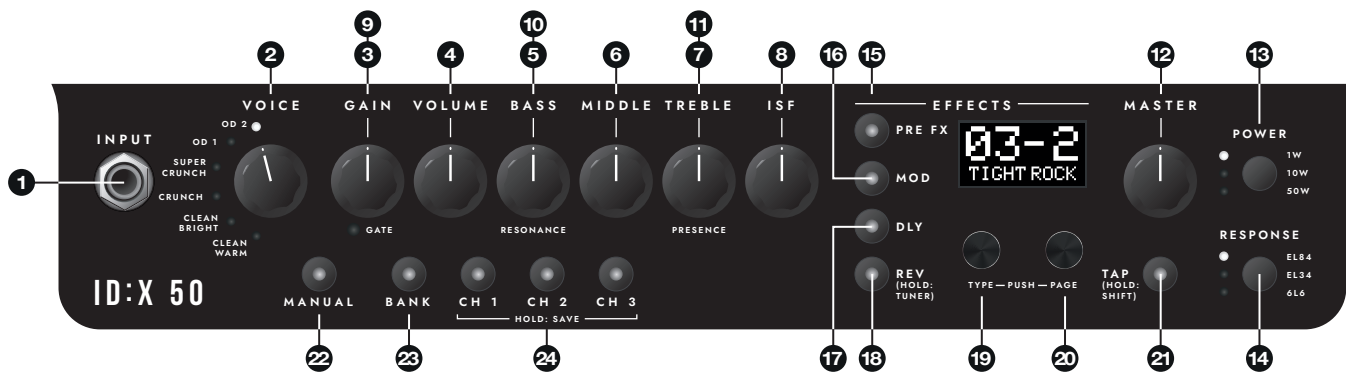 9 10 11
2 3 4 5 6 7 8 16 15 12 13
VOICE GAIN VOLUME BASS MIDDLE TREBLE ISF EFFECTS MASTER
INPUT
OD 2
OD 1
SUPER
CRUNCH
CRUNCH
CLEAN
BRIGHT
CLEAN
WARM
1
GATE
RESONANCE
PRESENCE
PRE FX
MOD
DLY
REV
(HOLD:
TUNER)
03-2
TIGHT ROCK
TYPE — PUSH — PAGE
POWER
1W
10W
50W
RESPONSE
EL84
EL34
6L6
TAP
(HOLD:
SHIFT)
ID:X 50
MANUAL BANK CH 1 CH 2 CH 3
HOLD: SAVE
22 23 24 17 18 19 20 21 14